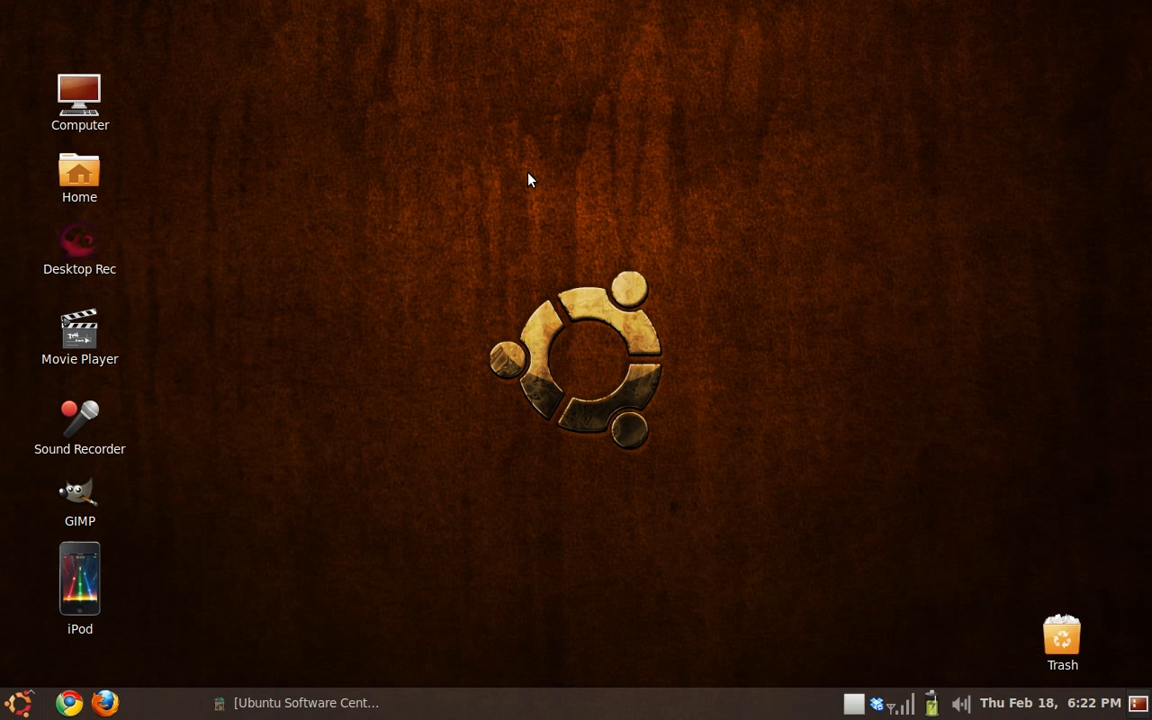 Computer
Home
Desktop Rec
Movie Player
Sound Recorder
GIMP
iPod
Trash
[Ubuntu Software Cent...
Thu Feb 18, 6:22 PM